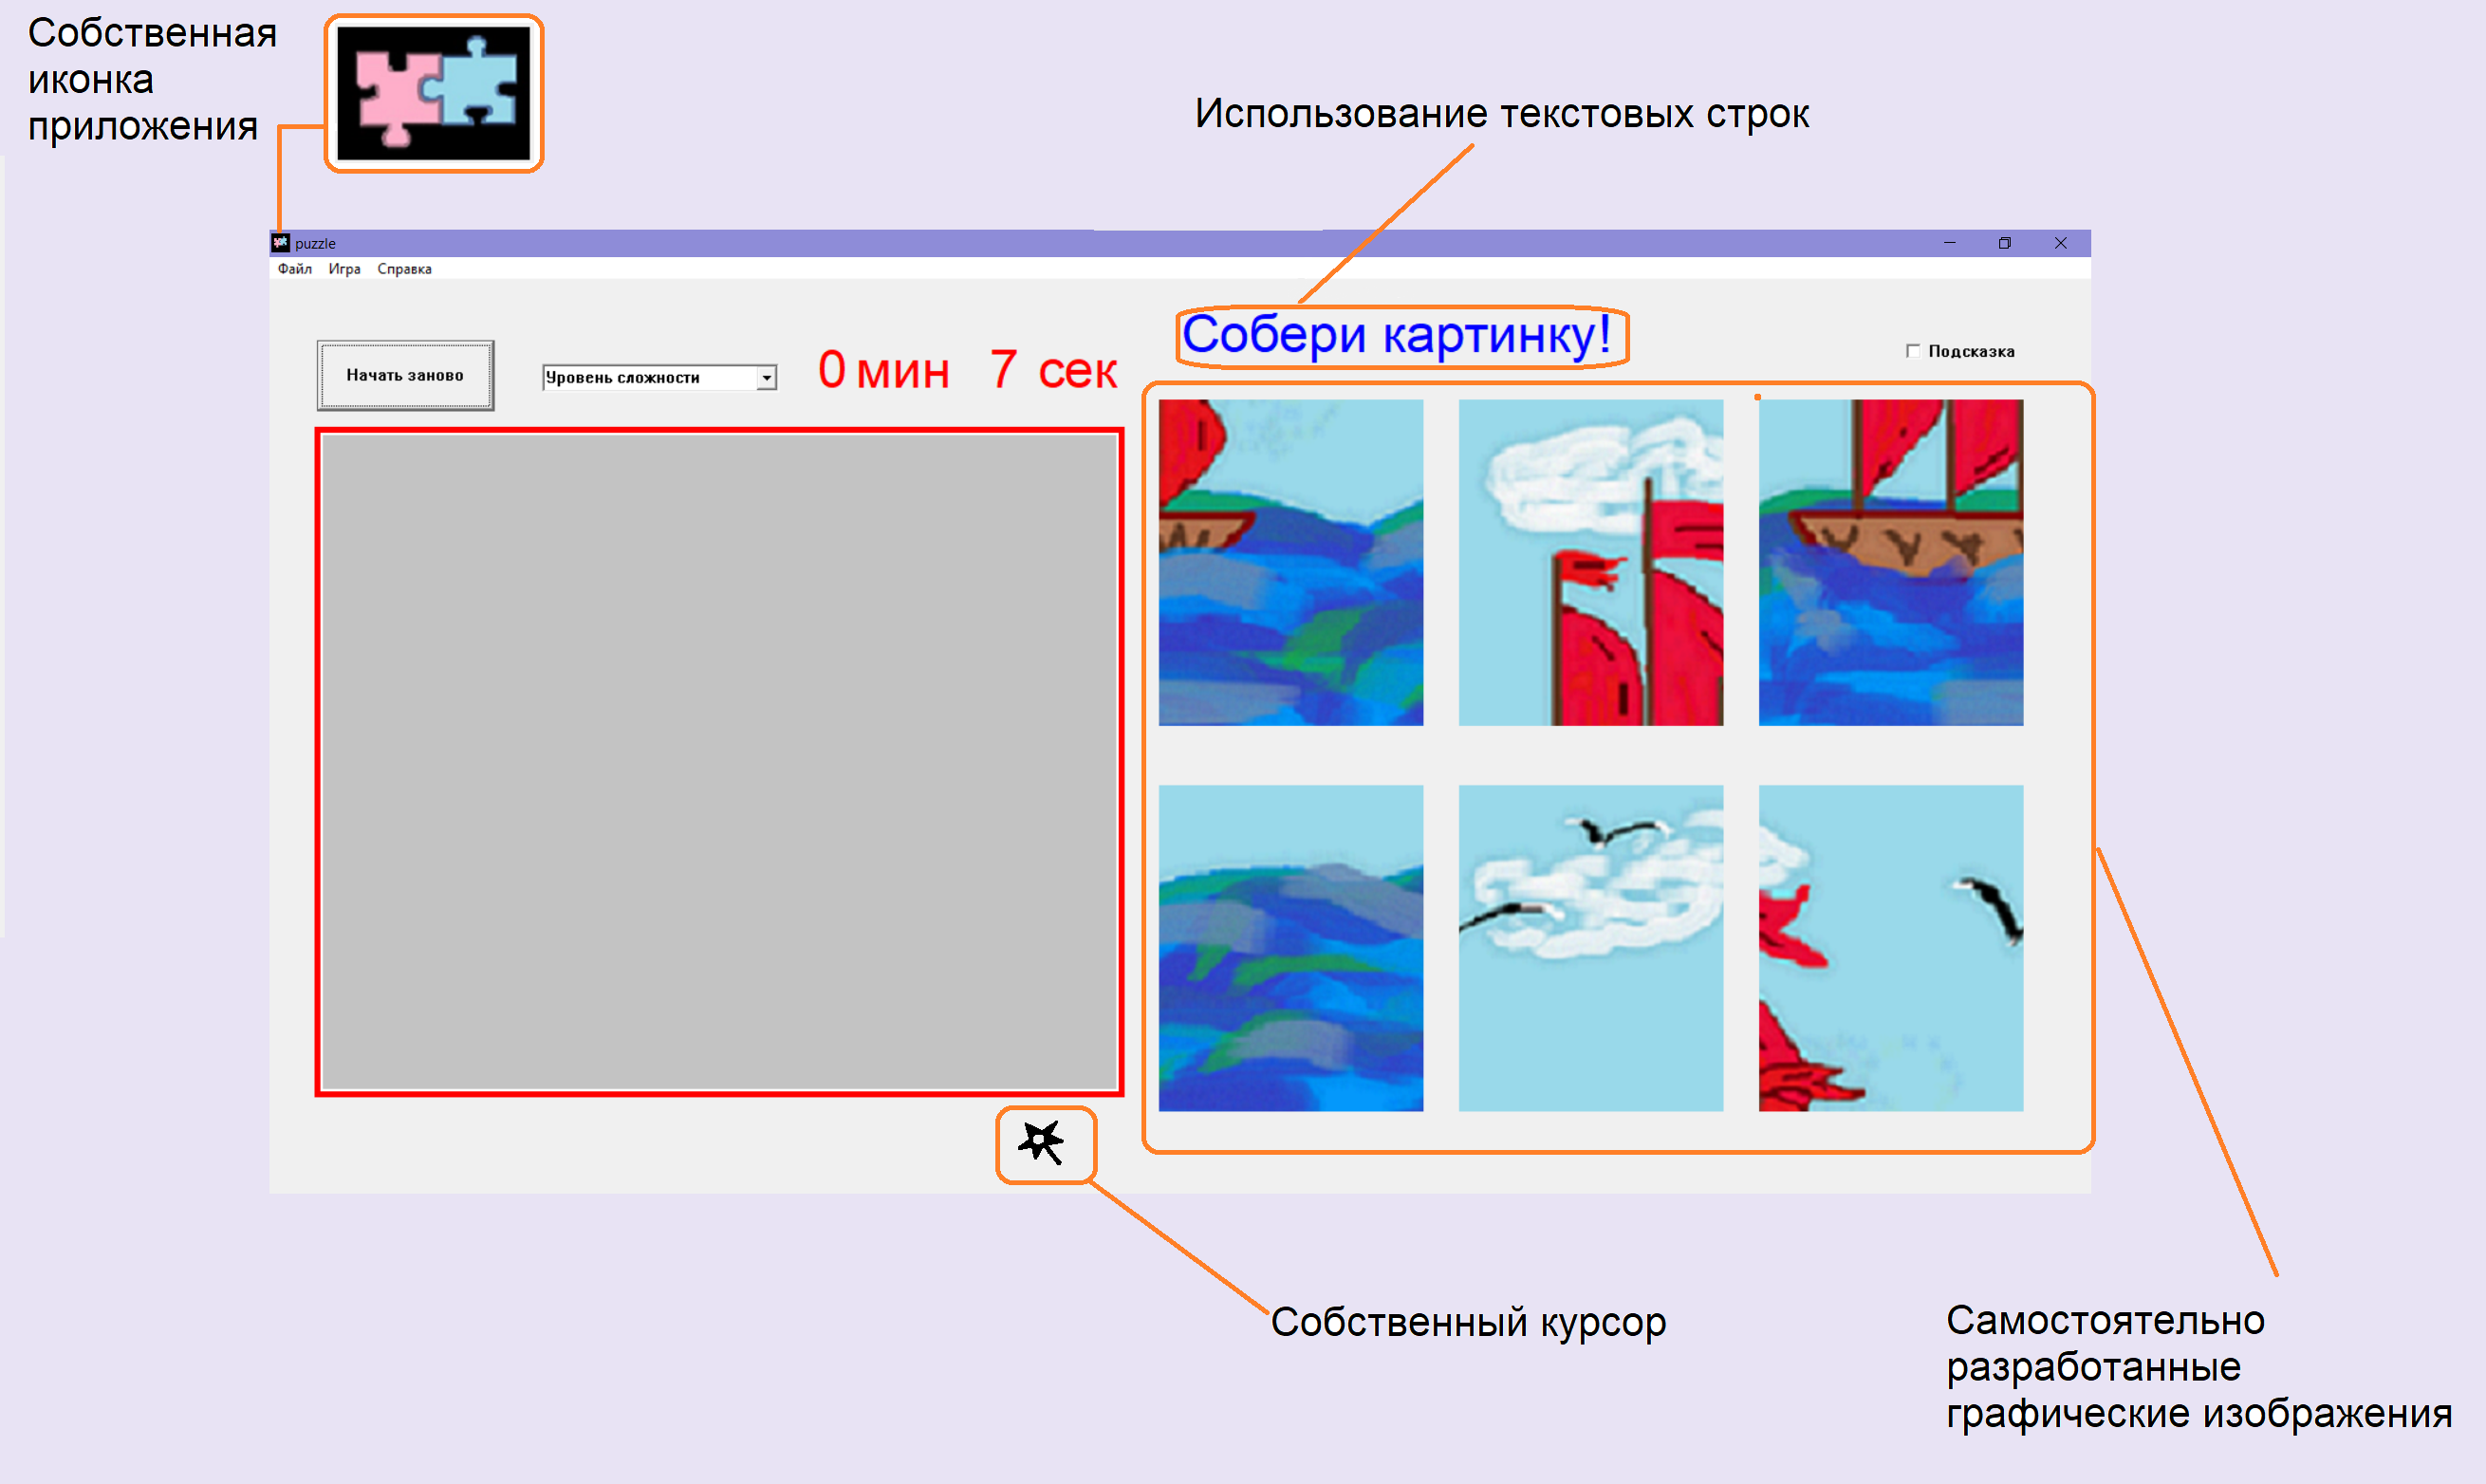 Собственная
иконка
приложения
Использование текстовых строк
puzzle
Файл Игра Справка
Собери картинку!
Начать заново
Уровень сложности
0 мин 7 сек
Подсказка
Собственный курсор
Самостоятельно
разработанные
графические изображения